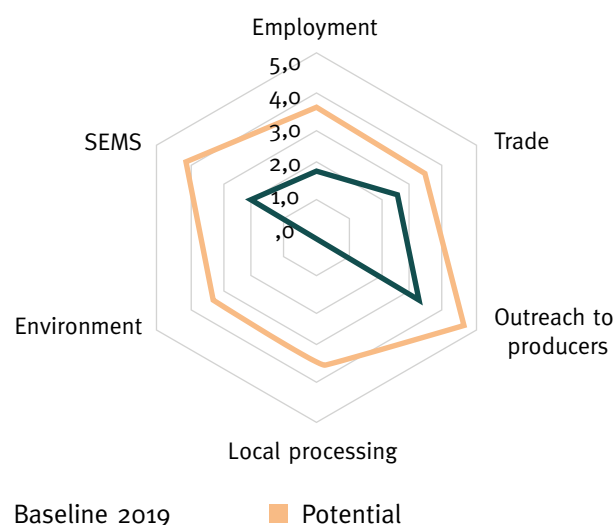 Employment
5,0
4,0
3,0
2,0
1,0
,0
SEMS
Trade
Environment
Outreach to
producers
Local processing
Baseline 2019
Potential